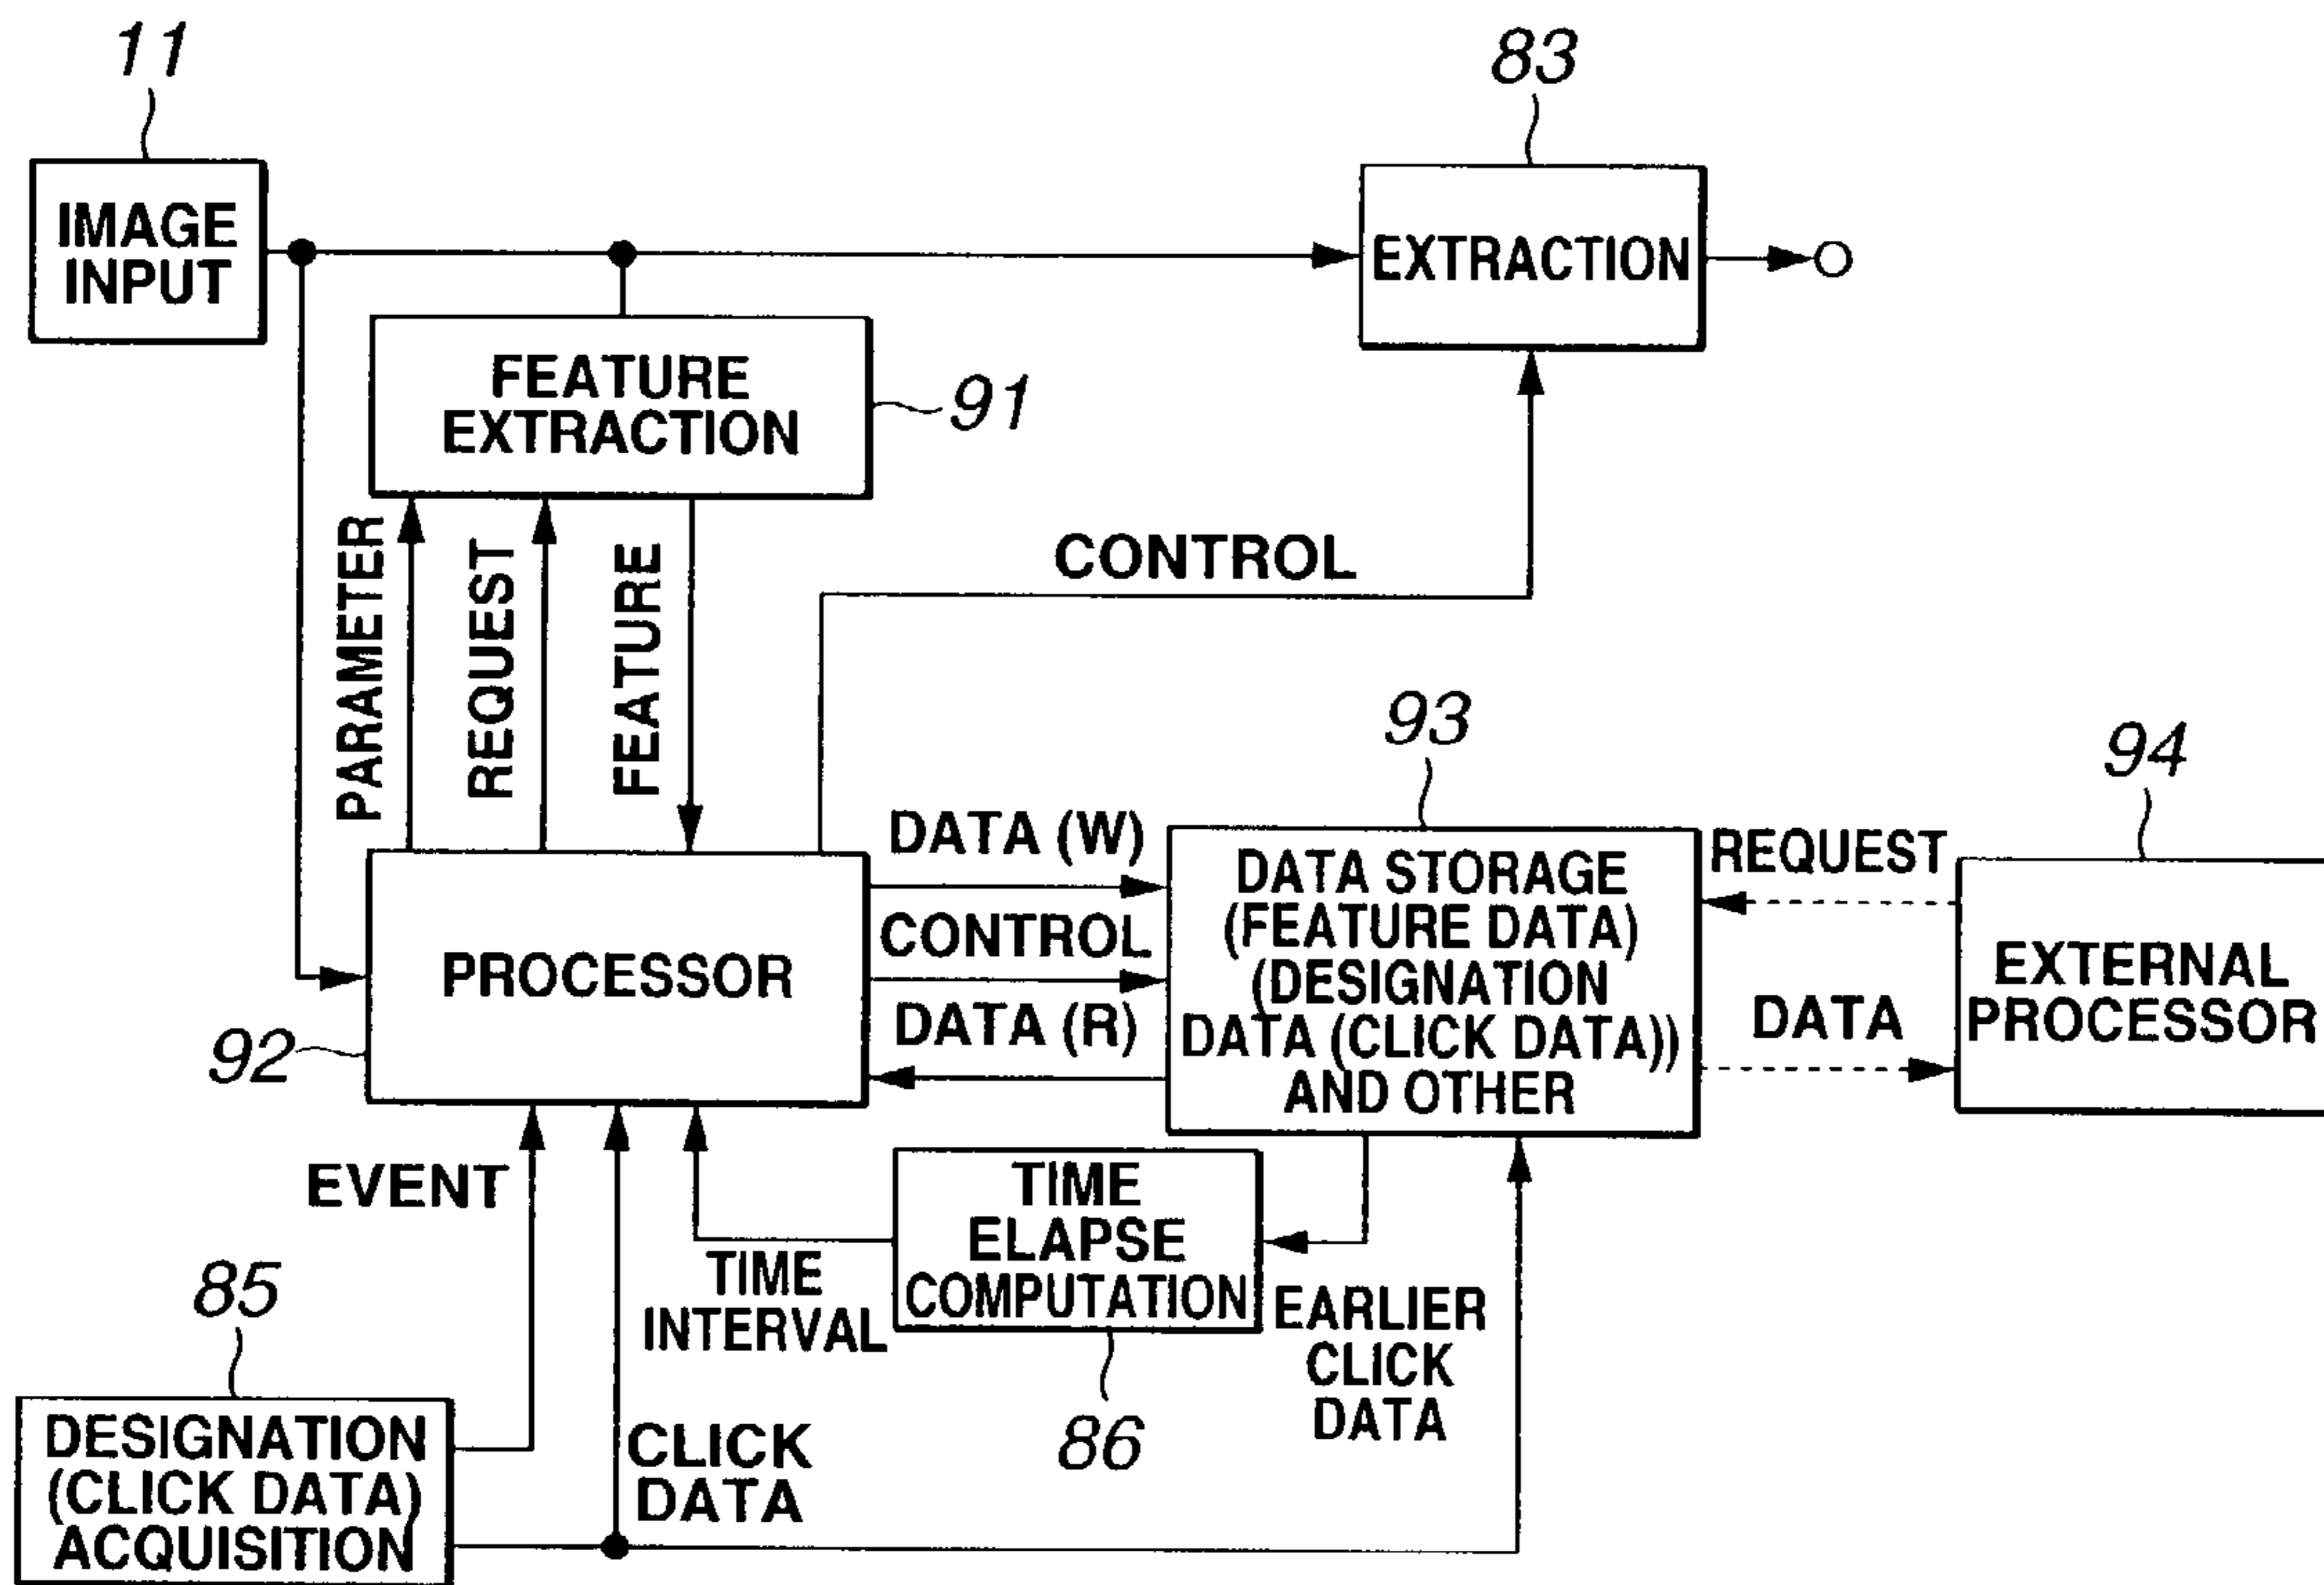 11
83
IMAGE
INPUT
EXTRACTION
FEATURE
EXTRACTION
91
PARAMETER
REQUEST
FEATURE
CONTROL
93
94
DATA (W)
CONTROL
DATA (R)
PROCESSOR
92
DATA STORAGE
(FEATURE DATA)
(DESIGNATION
DATA (CLICK DATA))
AND OTHER
REQUEST
DATA
EXTERNAL
PROCESSOR
EVENT
TIME
INTERVAL
TIME
ELAPSE
COMPUTATION
86
EARLIER
CLICK
DATA
85
DESIGNATION
(CLICK DATA)
ACQUISITION
CLICK
DATA